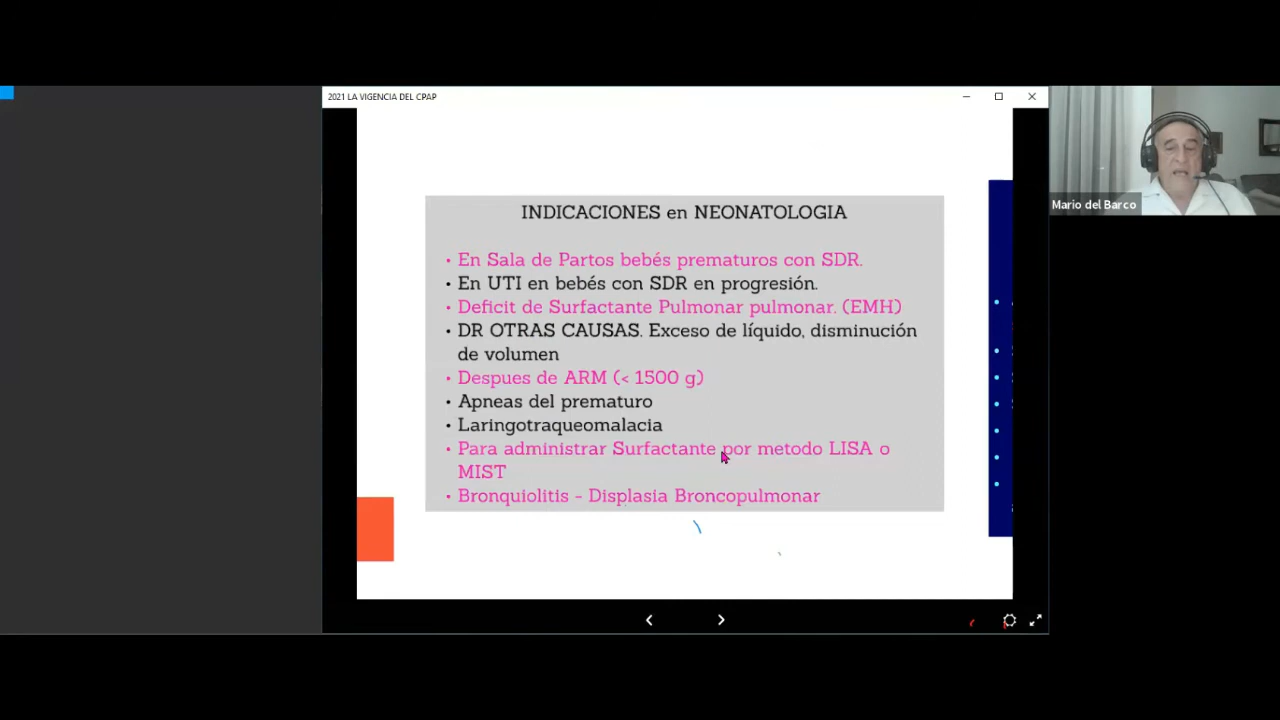 2021 LA VIGENCIA DEL CPAP
INDICACIONES en NEONATOLOGIA
• En Sala de Partos bebés prematuros con SDR.
• En UTI en bebés con SDR en progresión.
• Deficit de Surfactante Pulmonar pulmonar. (EMH)
• DR OTRAS CAUSAS. Exceso de líquido, disminución
de volumen
• Despues de ARM (< 1500 g)
• Apneas del prematuro
• Laringotraqueomalacia
• Para administrar Surfactante por metodo LISA o
MIST
• Bronquiolitis - Displasia Broncopulmonar
Mario del Barco